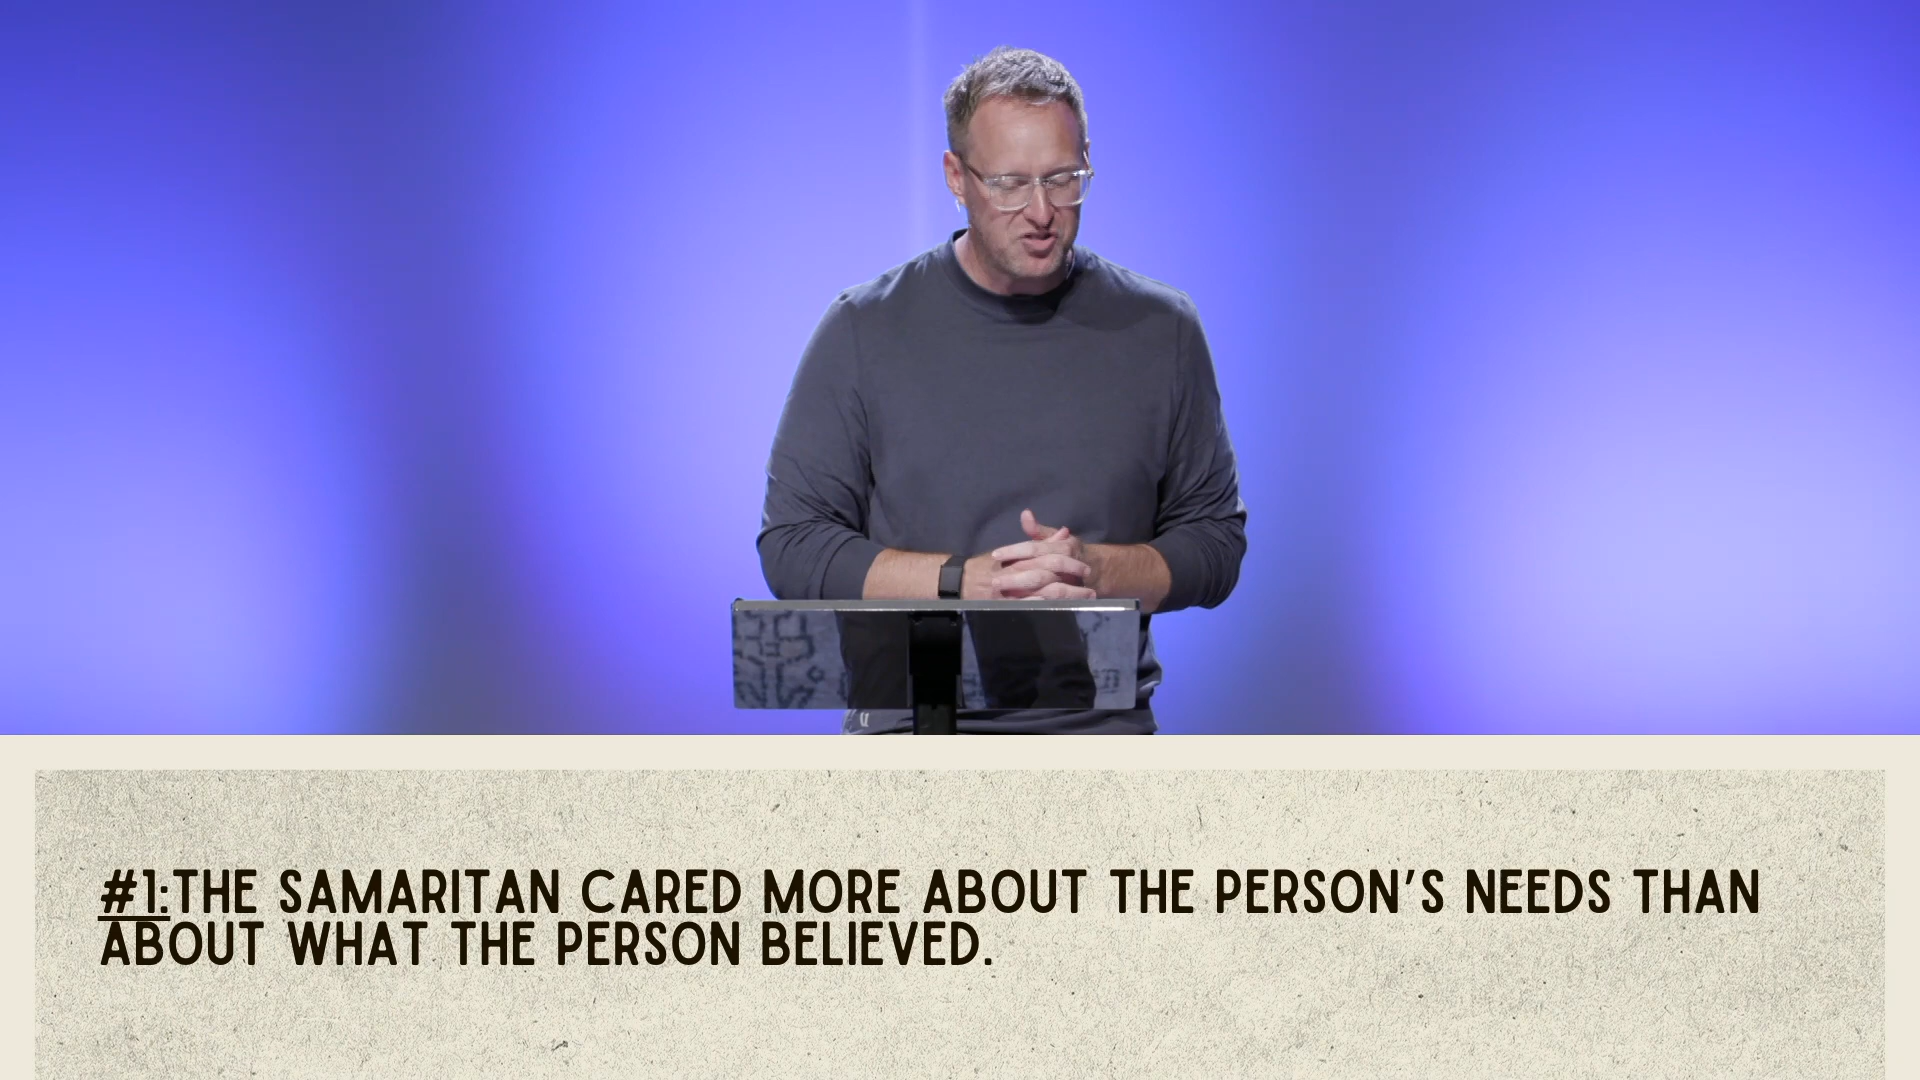 #1:THE SAMARITAN CARED MORE ABOUT THE PERSON'S NEEDS THAN
ABOUT WHAT THE PERSON BELIEVED.